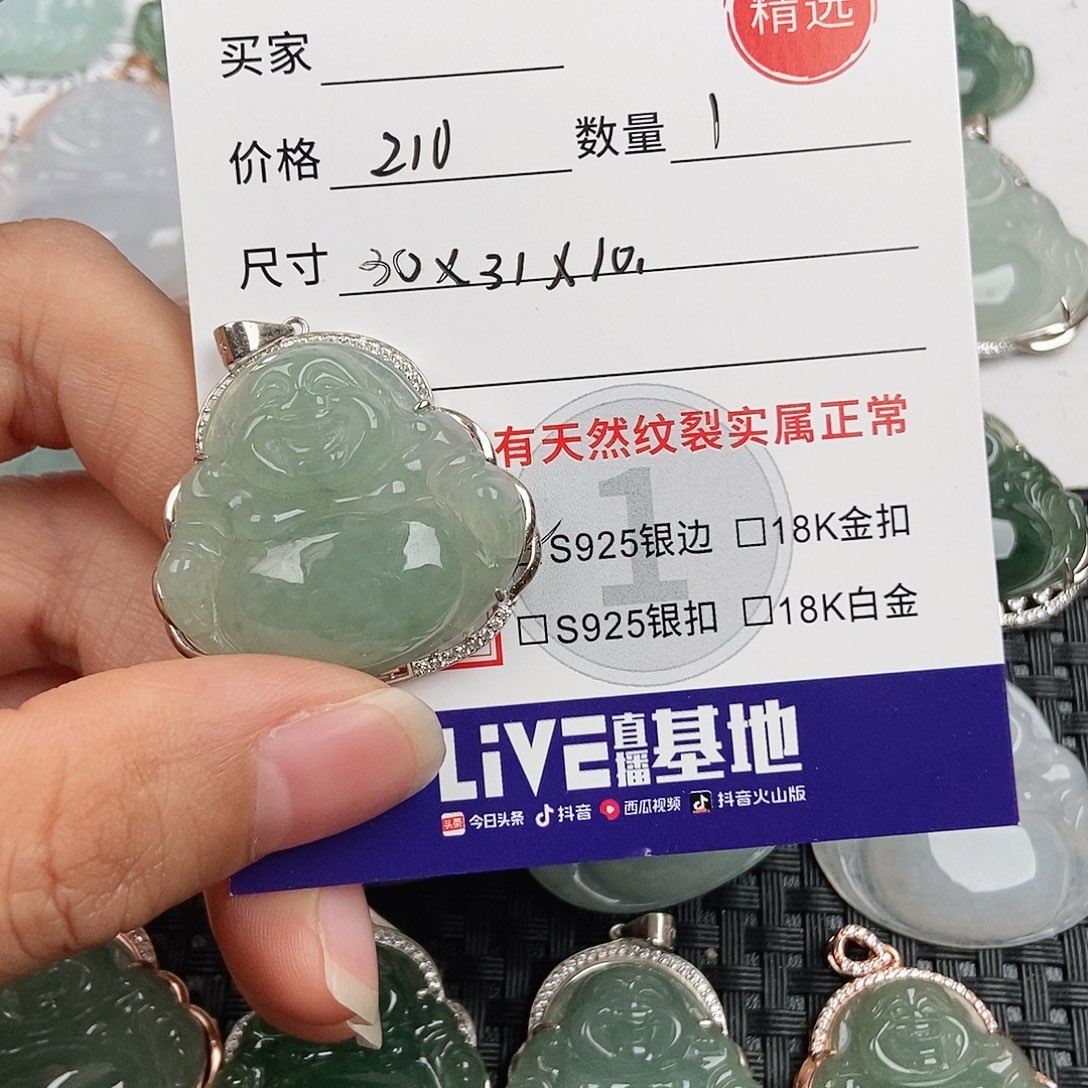 精选
买家
价格 210 数量 1
尺寸 30X31X10.
有天然纹裂实属正常
1
S925银边 □18K金扣
□S925银扣 □18K白金
LiVE直播基地
头条 今日头条 抖音 西瓜视频 抖音火山版